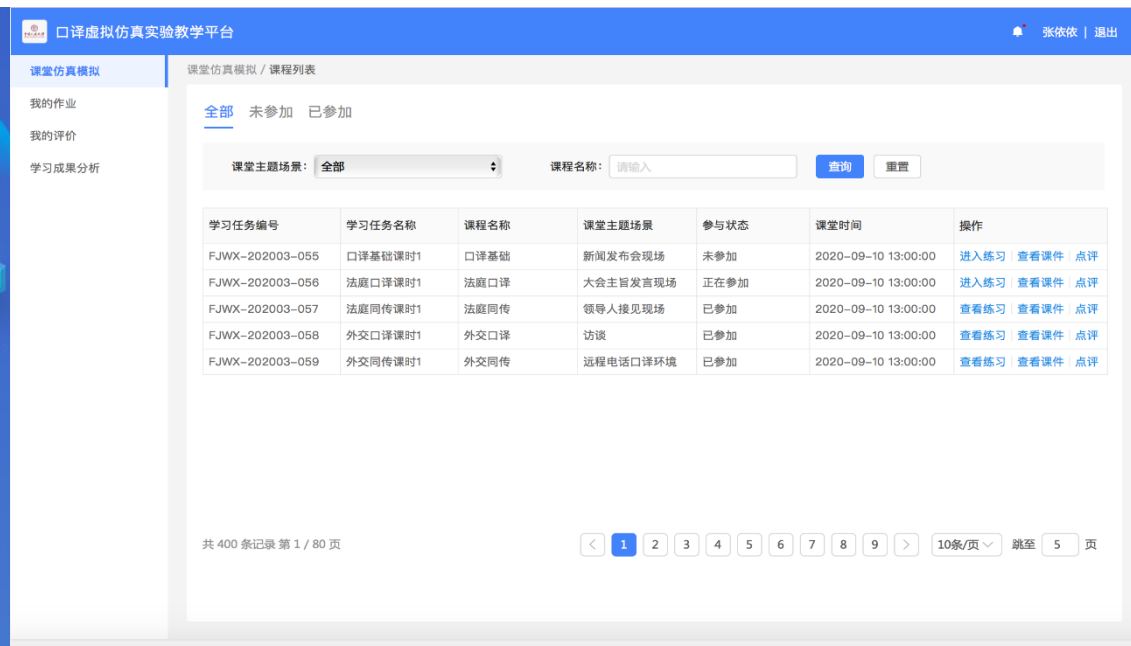 口译虚拟仿真实验教学平台 张依依 | 退出
课堂仿真模拟
我的作业
我的评价
学习成果分析
课堂仿真模拟 / 课程列表
全部 未参加 已参加
课堂主题场景： 全部 课程名称： 请输入 查询 重置
学习任务编号 学习任务名称 课程名称 课堂主题场景 参与状态 课堂时间 操作
FJWX-202003-055 口译基础课时1 口译基础 新闻发布会现场 未参加 2020-09-10 13:00:00 进入练习 查看课件 点评
FJWX-202003-056 法庭口译课时1 法庭口译 大会主旨发言现场 正在参加 2020-09-10 13:00:00 进入练习 查看课件 点评
FJWX-202003-057 法庭同传课时1 法庭同传 领导人接见现场 已参加 2020-09-10 13:00:00 查看练习 查看课件 点评
FJWX-202003-058 外交口译课时1 外交口译 访谈 已参加 2020-09-10 13:00:00 查看练习 查看课件 点评
FJWX-202003-059 外交同传课时1 外交同传 远程电话口译环境 已参加 2020-09-10 13:00:00 查看练习 查看课件 点评
共 400 条记录 第 1 / 80 页 < 1 2 3 4 5 6 7 8 9 > 10条/页 跳至 5 页